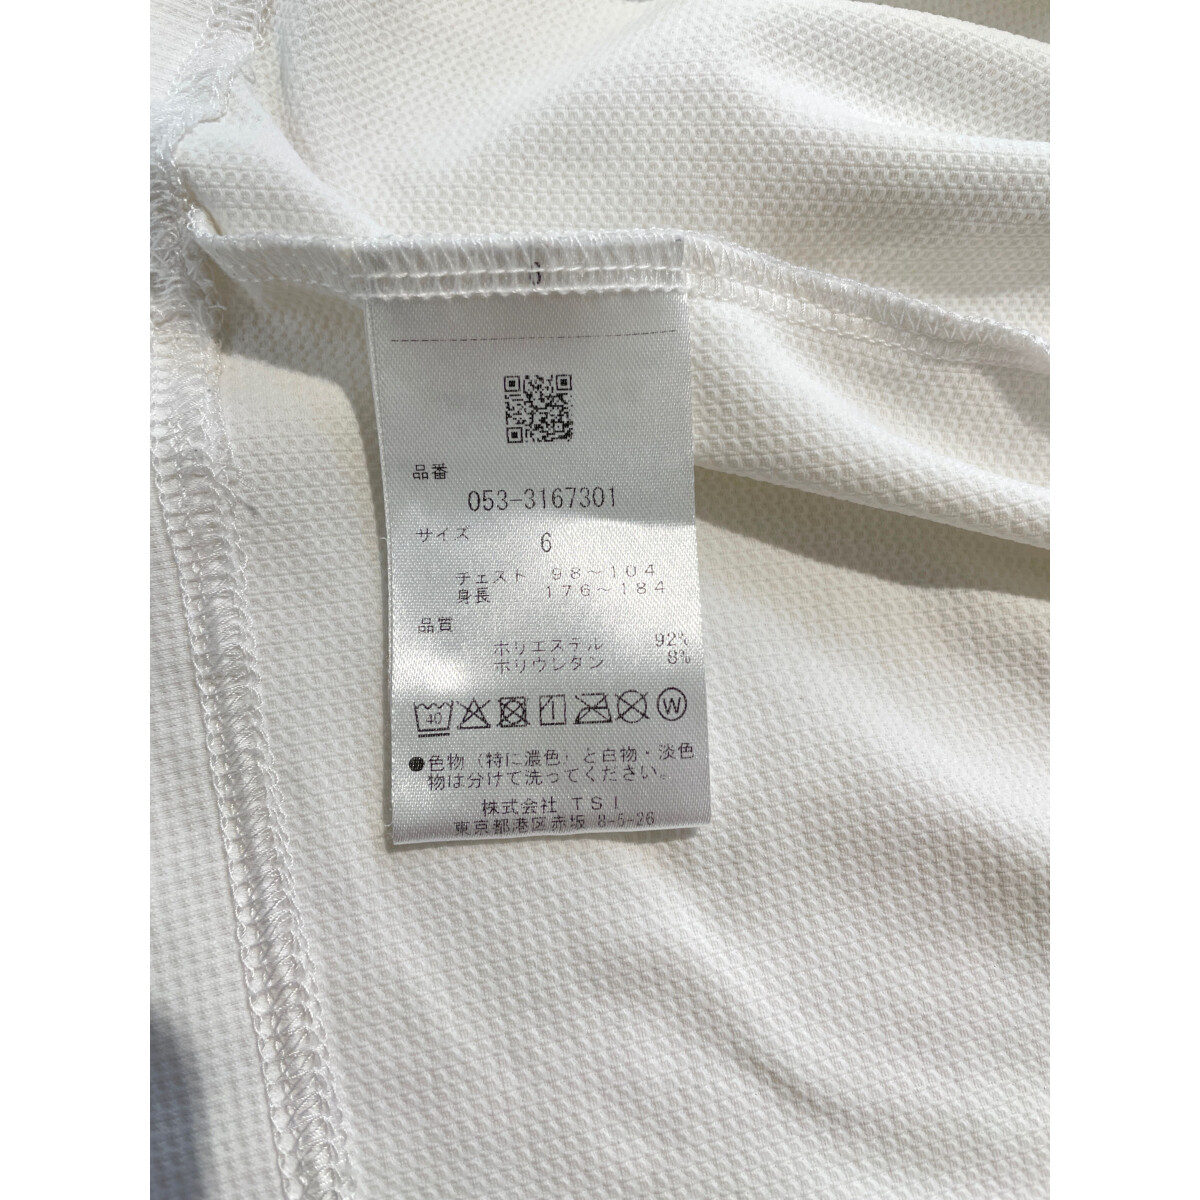 品番
053-3167301
サイズ
6
チェスト 98～104
身長 176～184
品質
ポリエステル 92%
ポリウレタン 8%
40 W
●色物（特に濃色）と白物・淡色
物は分けて洗ってください。
株式会社 TSI
東京都港区赤坂 8-5-26